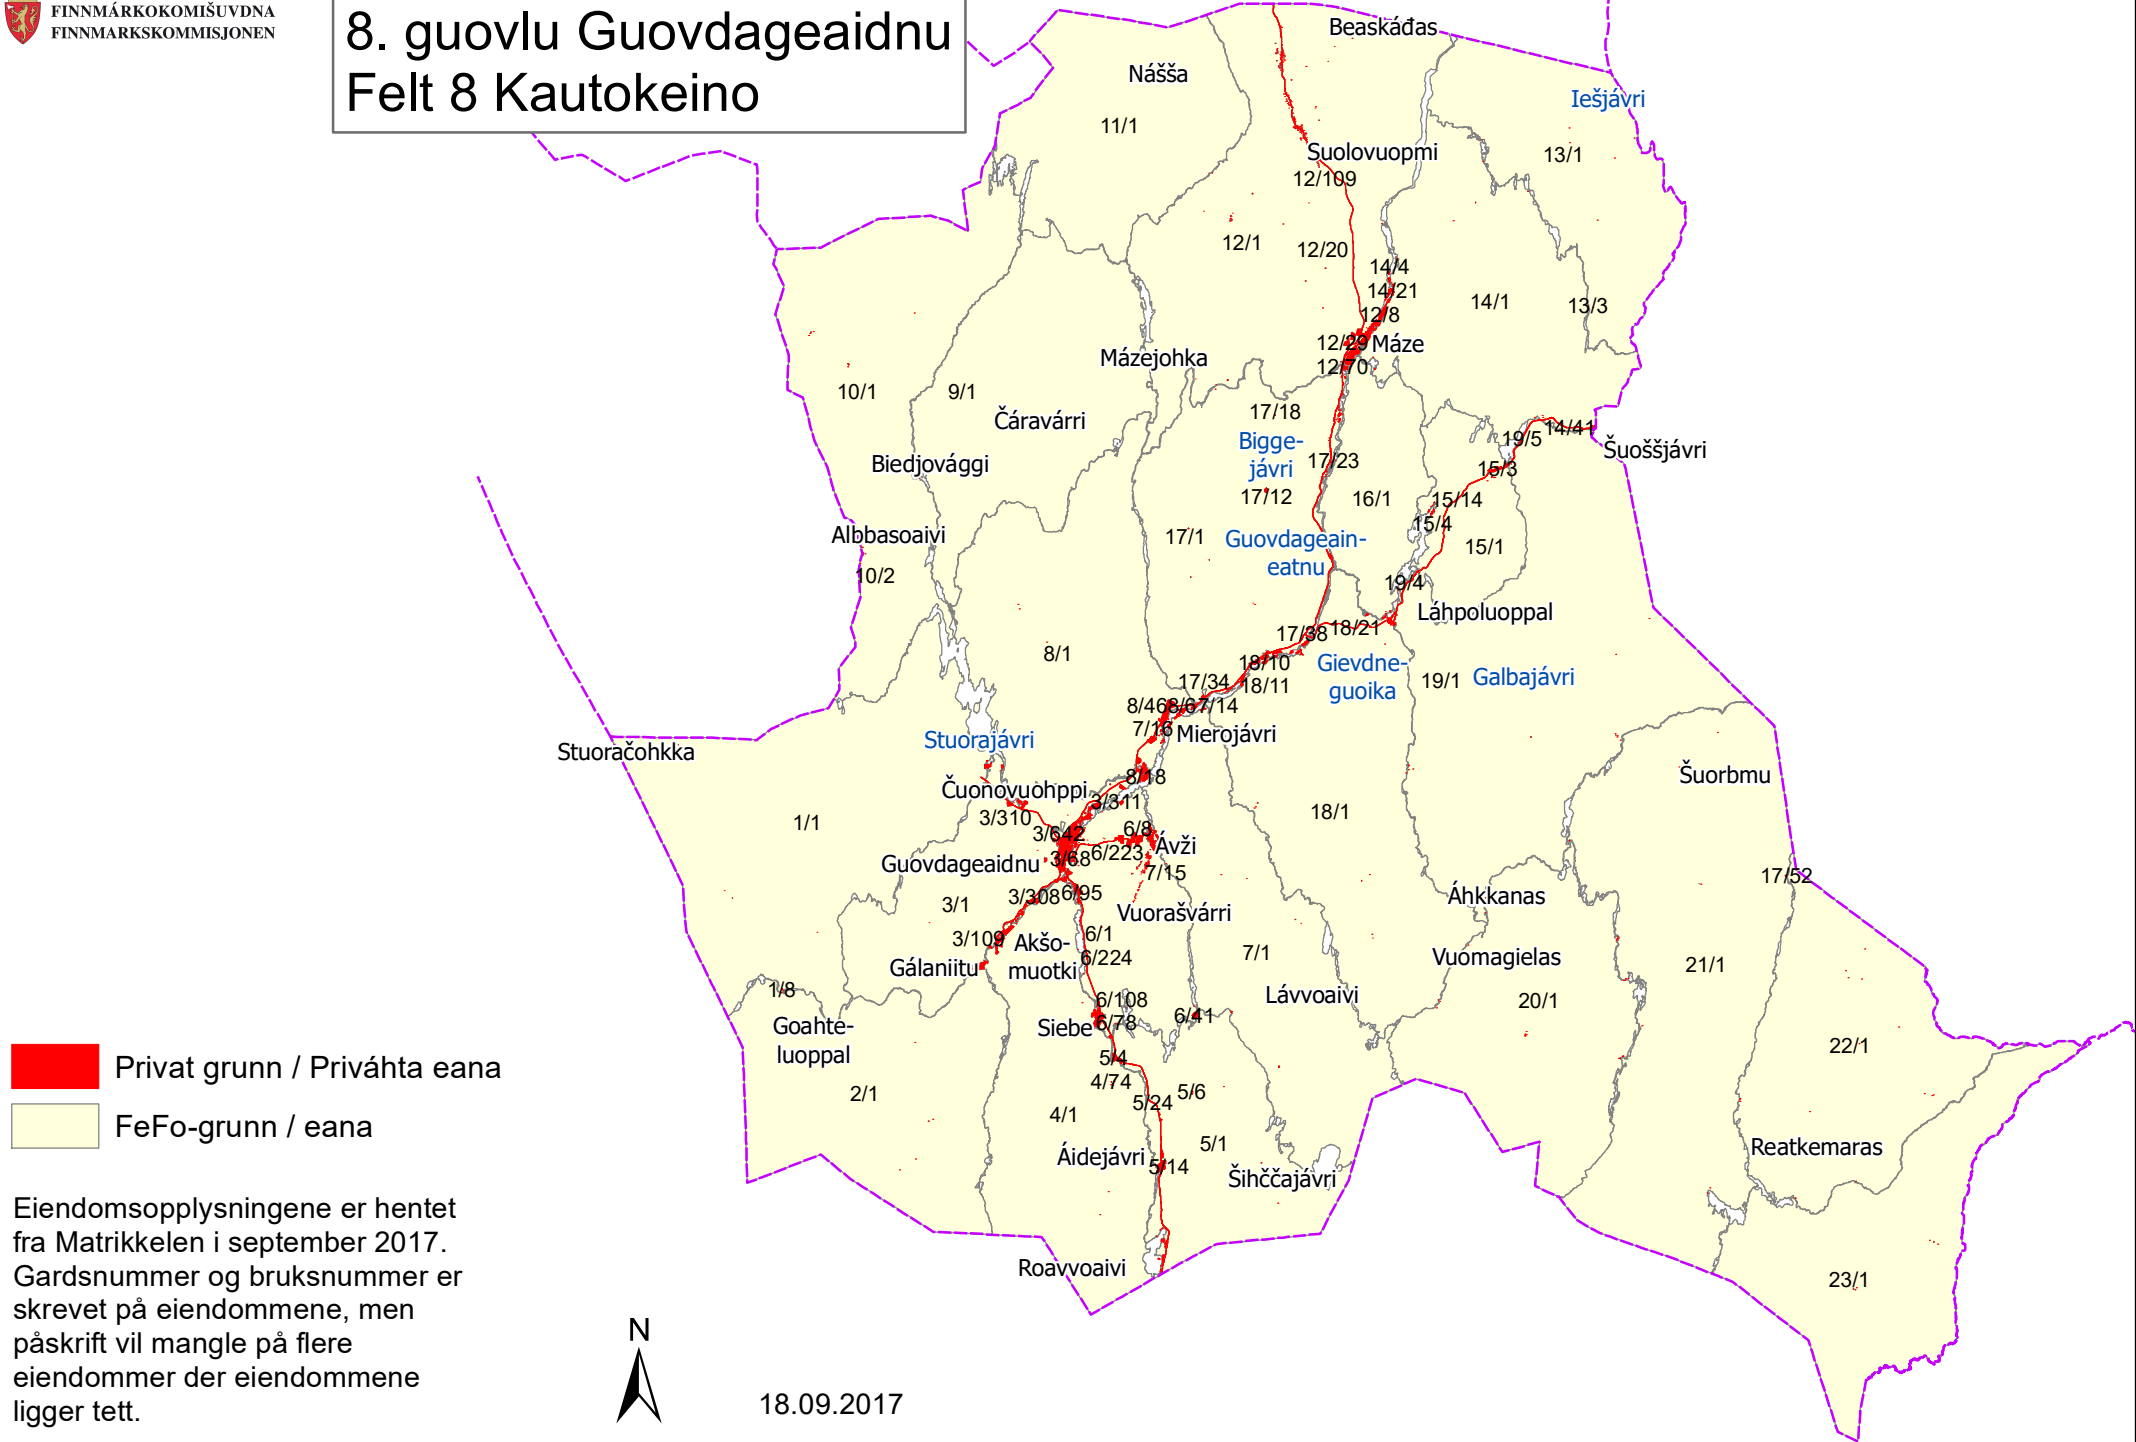 FINNMÁRKOKOMIŠUVDNA
FINNMARKSKOMMISJONEN
8. guovlu Guovdageaidnu
Felt 8 Kautokeino
Beaskáđas
Nášša
Iešjávri
11/1
Suolovuopmi
13/1
12/109
12/1
12/20
14/4
14/21
14/1
13/3
12/8
12/29
Máze
Mázejohka
12/70
10/1
9/1
17/18
Čáravárri
14/41
19/5
Bigge-
jávri
Šuoššjávri
Biedjovággi
17/23
15/3
17/12
16/1
15/14
15/4
Albbasoaivi
17/1
Guovdageain-
eatnu
15/1
10/2
19/4
Láhpoluoppal
17/38
18/21
8/1
18/10
Gievdne-
guoika
17/34
18/11
19/1
Galbajávri
8/46
8/6
7/14
7/16
Mierojávri
Stuorajávri
Stuoračohkka
8/18
Šuorbmu
Čuonovuohppi
3/311
3/310
18/1
1/1
3/642
6/8
Ávži
3/68
6/223
Guovdageaidnu
7/15
17/52
3/308
6/95
Áhkkanas
3/1
Vuorašvárri
3/109
Akšo-
muotki
6/1
6/224
7/1
Vuomagielas
21/1
Gálaniitu
1/8
Lávvoaivi
6/108
20/1
Goahte-
luoppal
Siebe
6/78
6/41
22/1
5/4
Privat grunn / Priváhta eana
4/74
2/1
5/6
5/24
4/1
FeFo-grunn / eana
5/1
Reatkemaras
Áidejávri
5/14
Šihččajávri
Roavvoaivi
23/1
Eiendomsopplysningene er hentet
fra Matrikkelen i september 2017.
Gardsnummer og bruksnummer er
skrevet på eiendommene, men
påskrift vil mangle på flere
eiendommer der eiendommene
ligger tett.
N
18.09.2017